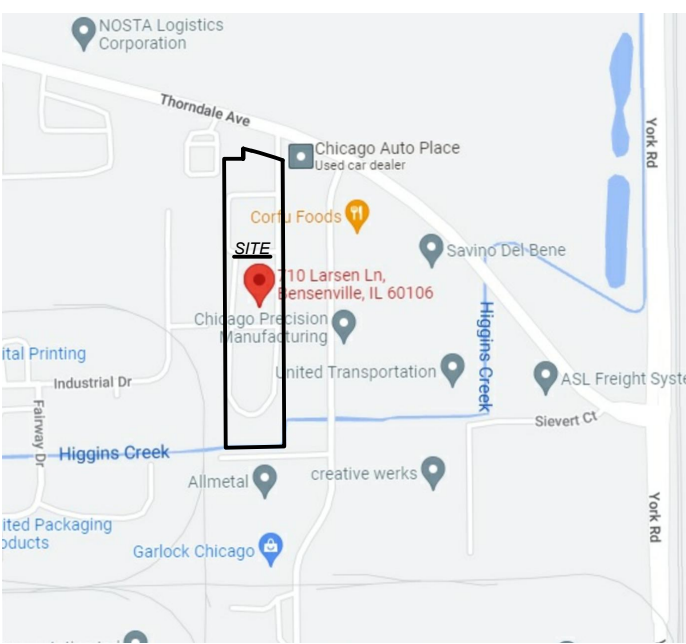 NOSTA Logistics
Corporation
Thorndale Ave
York Rd
Chicago Auto Place
Used car dealer
Corfu Foods
SITE
Savino Del Bene
710 Larsen Ln,
Bensenville, IL 60106
Chicago Precision
Manufacturing
Higgins Creek
ital Printing
United Transportation
Industrial Dr
ASL Freight Syste
Fairway Dr
Sievert Ct
Higgins Creek
Allmetal
creative werks
York Rd
ited Packaging
oducts
Garlock Chicago